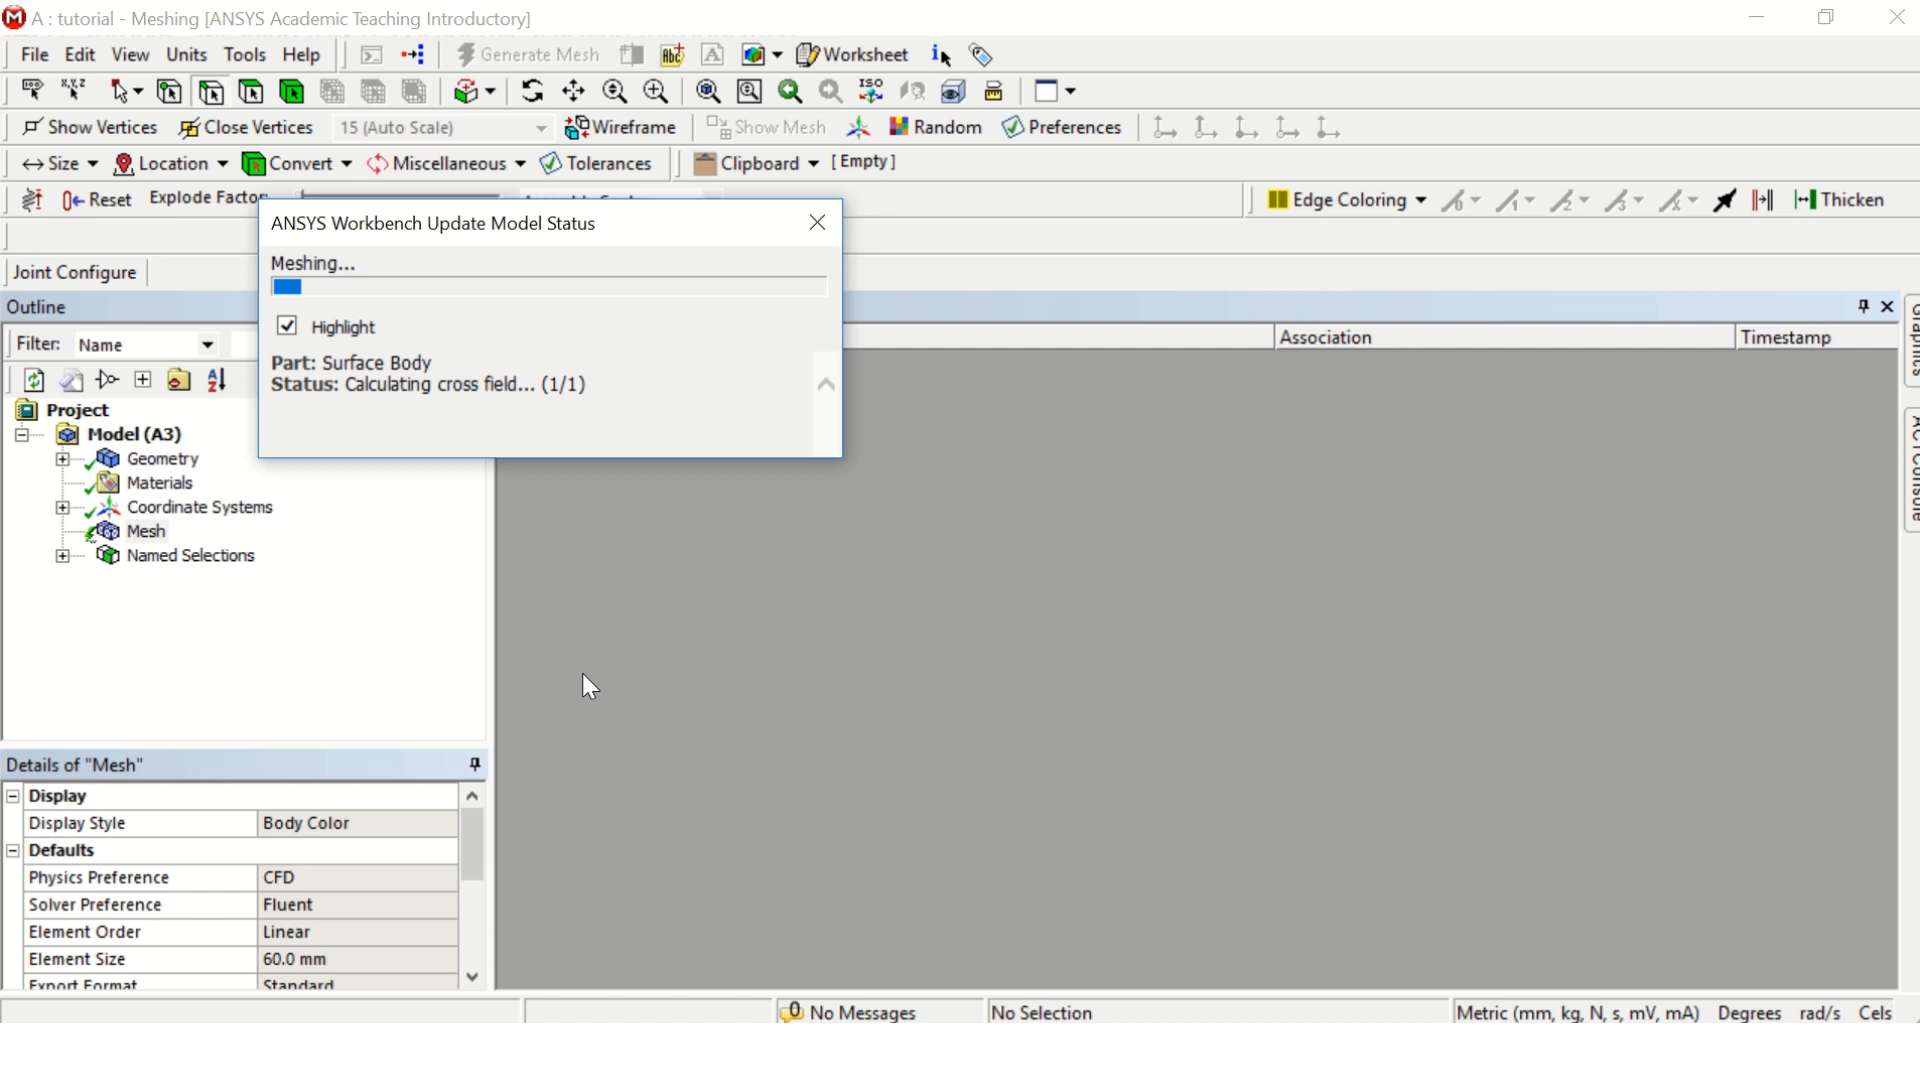 A : tutorial - Meshing [ANSYS Academic Teaching Introductory]
File Edit View Units Tools Help Generate Mesh Worksheet
Show Vertices Close Vertices 15 (Auto Scale) Wireframe Show Mesh Random Preferences
Size Location Convert Miscellaneous Tolerances Clipboard [ Empty ]
Reset Explode Factor Edge Coloring Thicken
ANSYS Workbench Update Model Status
Meshing...
Highlight
Part: Surface Body
Status: Calculating cross field... (1/1)
Joint Configure
Outline
Filter: Name
Association Timestamp
Graphics
ACT Console
Project
Model (A3)
Geometry
Materials
Coordinate Systems
Mesh
Named Selections
Details of "Mesh"
Display
Display Style Body Color
Defaults
Physics Preference CFD
Solver Preference Fluent
Element Order Linear
Element Size 60.0 mm
Export Format Standard
0 No Messages No Selection Metric (mm, kg, N, s, mV, mA) Degrees rad/s Cels